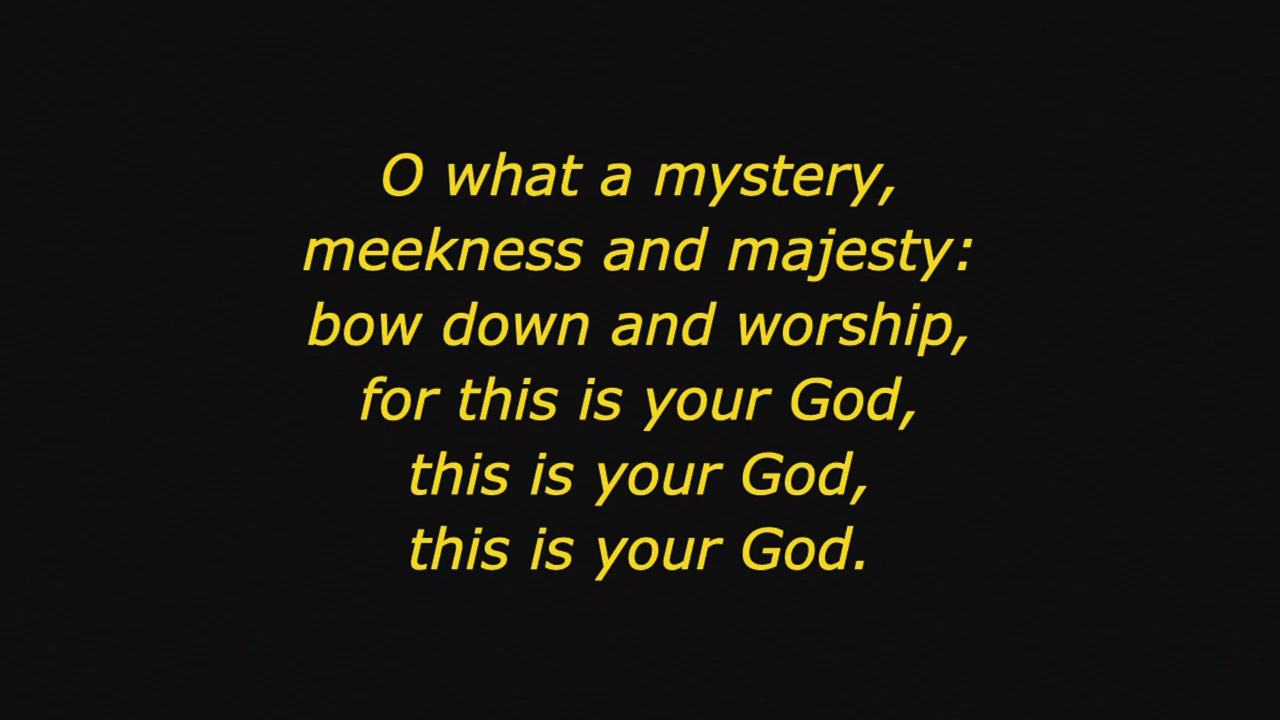 O what a mystery,
meekness and majesty:
bow down and worship,
for this is your God,
this is your God,
this is your God.